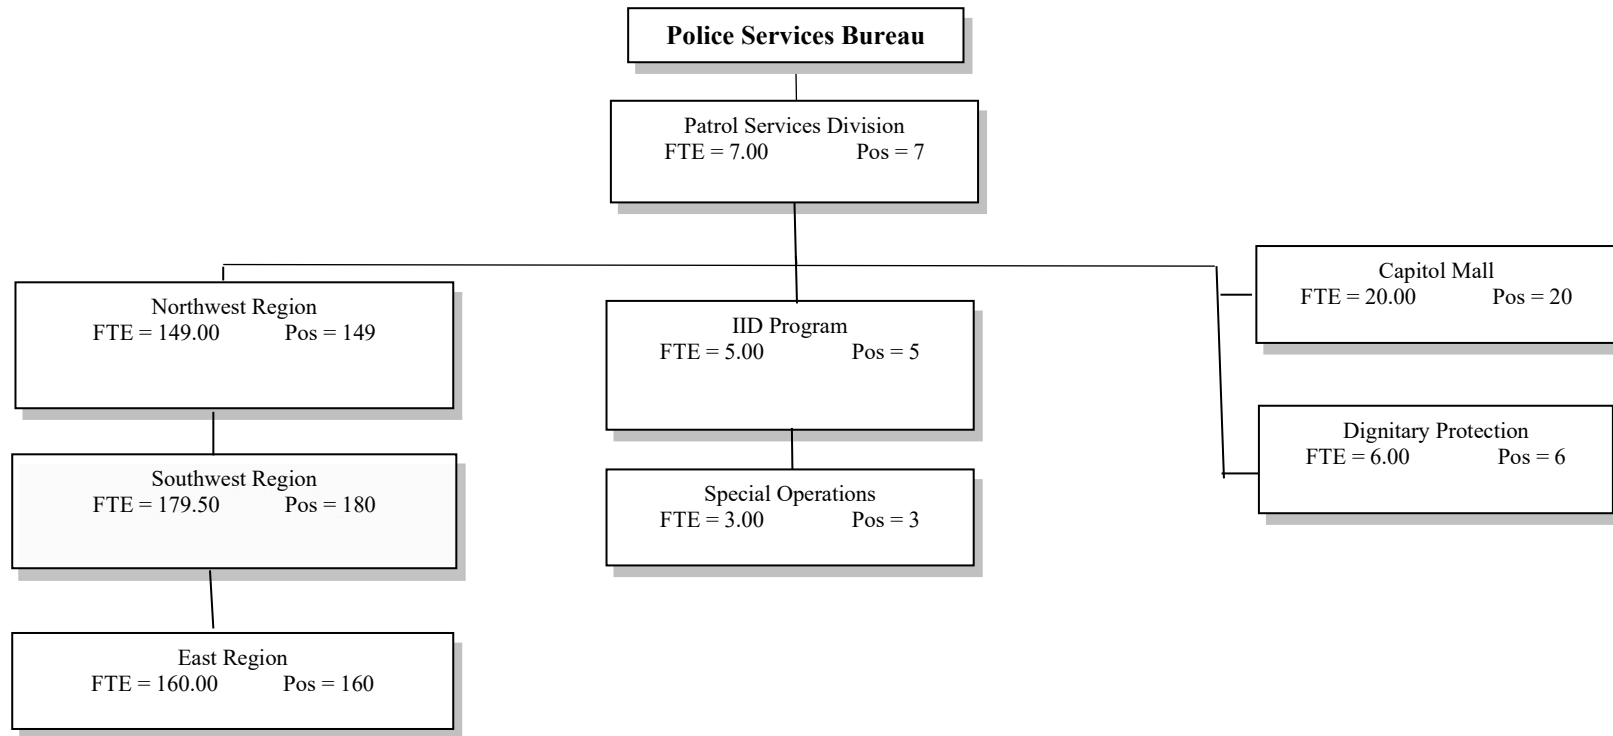 Police Services Bureau
Patrol Services Division
FTE = 7.00 Pos = 7
Northwest Region
FTE = 149.00 Pos = 149
Southwest Region
FTE = 179.50 Pos = 180
East Region
FTE = 160.00 Pos = 160
IID Program
FTE = 5.00 Pos = 5
Special Operations
FTE = 3.00 Pos = 3
Capitol Mall
FTE = 20.00 Pos = 20
Dignitary Protection
FTE = 6.00 Pos = 6